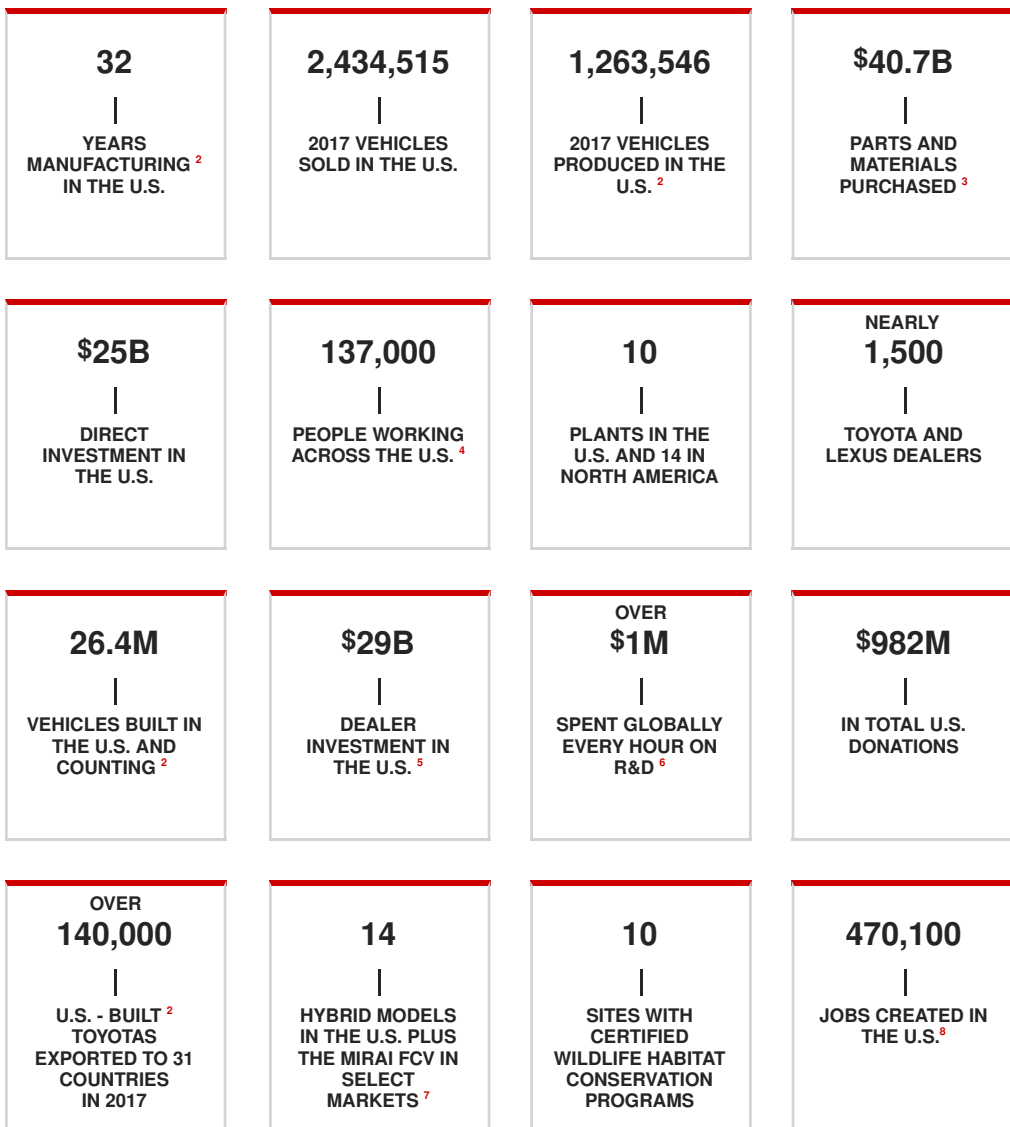 32
YEARS
MANUFACTURING 2
IN THE U.S.
2,434,515
2017 VEHICLES
SOLD IN THE U.S.
1,263,546
2017 VEHICLES
PRODUCED IN THE
U.S. 2
$40.7B
PARTS AND
MATERIALS
PURCHASED 3
$25B
DIRECT
INVESTMENT IN
THE U.S.
137,000
PEOPLE WORKING
ACROSS THE U.S. 4
10
PLANTS IN THE
U.S. AND 14 IN
NORTH AMERICA
NEARLY
1,500
TOYOTA AND
LEXUS DEALERS
26.4M
VEHICLES BUILT IN
THE U.S. AND
COUNTING 2
$29B
DEALER
INVESTMENT IN
THE U.S. 5
OVER
$1M
SPENT GLOBALLY
EVERY HOUR ON
R&D 6
$982M
IN TOTAL U.S.
DONATIONS
OVER
140,000
U.S. - BUILT 2
TOYOTAS
EXPORTED TO 31
COUNTRIES
IN 2017
14
HYBRID MODELS
IN THE U.S. PLUS
THE MIRAI FCV IN
SELECT
MARKETS 7
10
SITES WITH
CERTIFIED
WILDLIFE HABITAT
CONSERVATION
PROGRAMS
470,100
JOBS CREATED IN
THE U.S.8